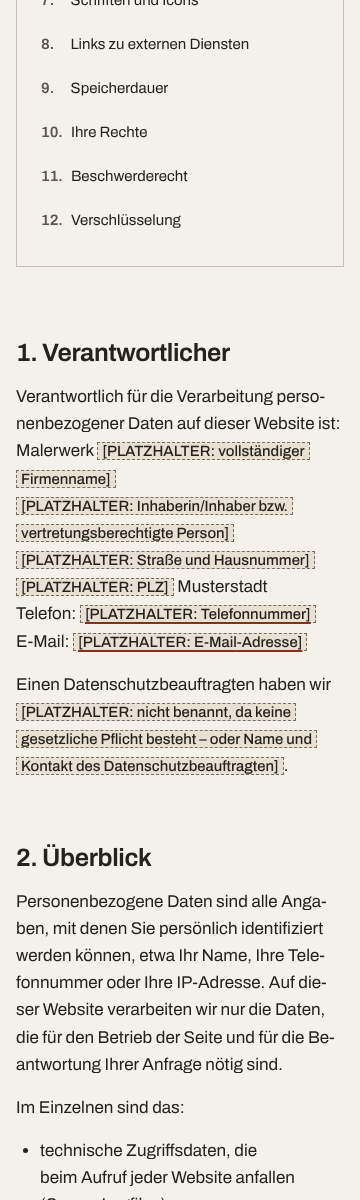 7. Schriften und Icons
8. Links zu externen Diensten
9. Speicherdauer
10. Ihre Rechte
11. Beschwerderecht
12. Verschlüsselung
1. Verantwortlicher
Verantwortlich für die Verarbeitung perso-
nenbezogener Daten auf dieser Website ist:
Malerwerk [PLATZHALTER: vollständiger
Firmenname]
[PLATZHALTER: Inhaberin/Inhaber bzw.
vertretungsberechtigte Person]
[PLATZHALTER: Straße und Hausnummer]
[PLATZHALTER: PLZ] Musterstadt
Telefon: [PLATZHALTER: Telefonnummer]
E-Mail: [PLATZHALTER: E-Mail-Adresse]
Einen Datenschutzbeauftragten haben wir
[PLATZHALTER: nicht benannt, da keine
gesetzliche Pflicht besteht – oder Name und
Kontakt des Datenschutzbeauftragten].
2. Überblick
Personenbezogene Daten sind alle Anga-
ben, mit denen Sie persönlich identifiziert
werden können, etwa Ihr Name, Ihre Tele-
fonnummer oder Ihre IP-Adresse. Auf die-
ser Website verarbeiten wir nur die Daten,
die für den Betrieb der Seite und für die Be-
antwortung Ihrer Anfrage nötig sind.
Im Einzelnen sind das:
• technische Zugriffsdaten, die
beim Aufruf jeder Website anfallen